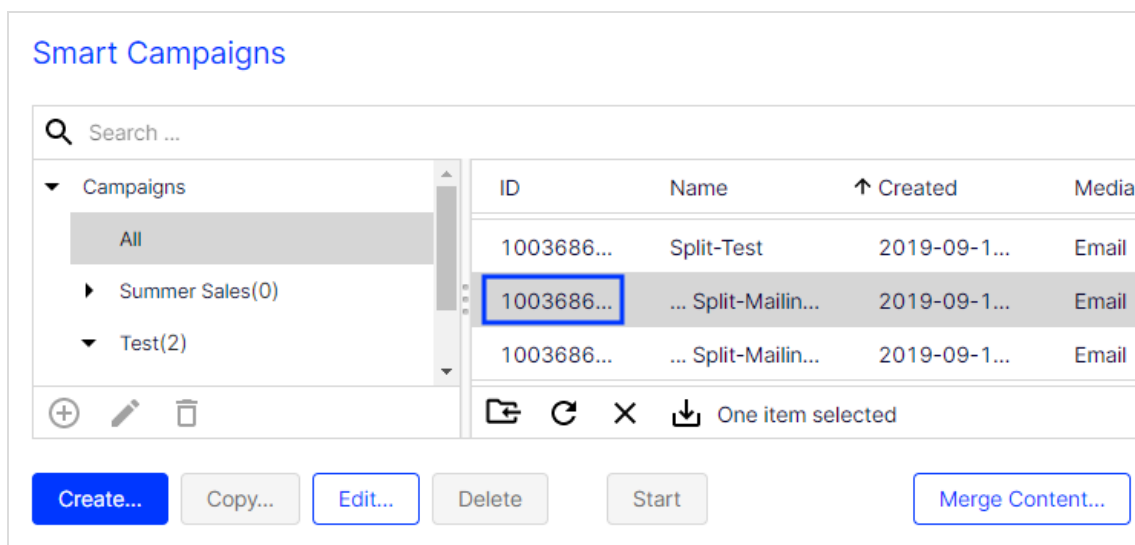 Smart Campaigns
Search ...
Campaigns
All
Summer Sales(0)
Test(2)
ID Name Created Media
1003686... Split-Test 2019-09-1... Email
1003686... ... Split-Mailin... 2019-09-1... Email
1003686... ... Split-Mailin... 2019-09-1... Email
One item selected
Create... Copy... Edit... Delete Start Merge Content...